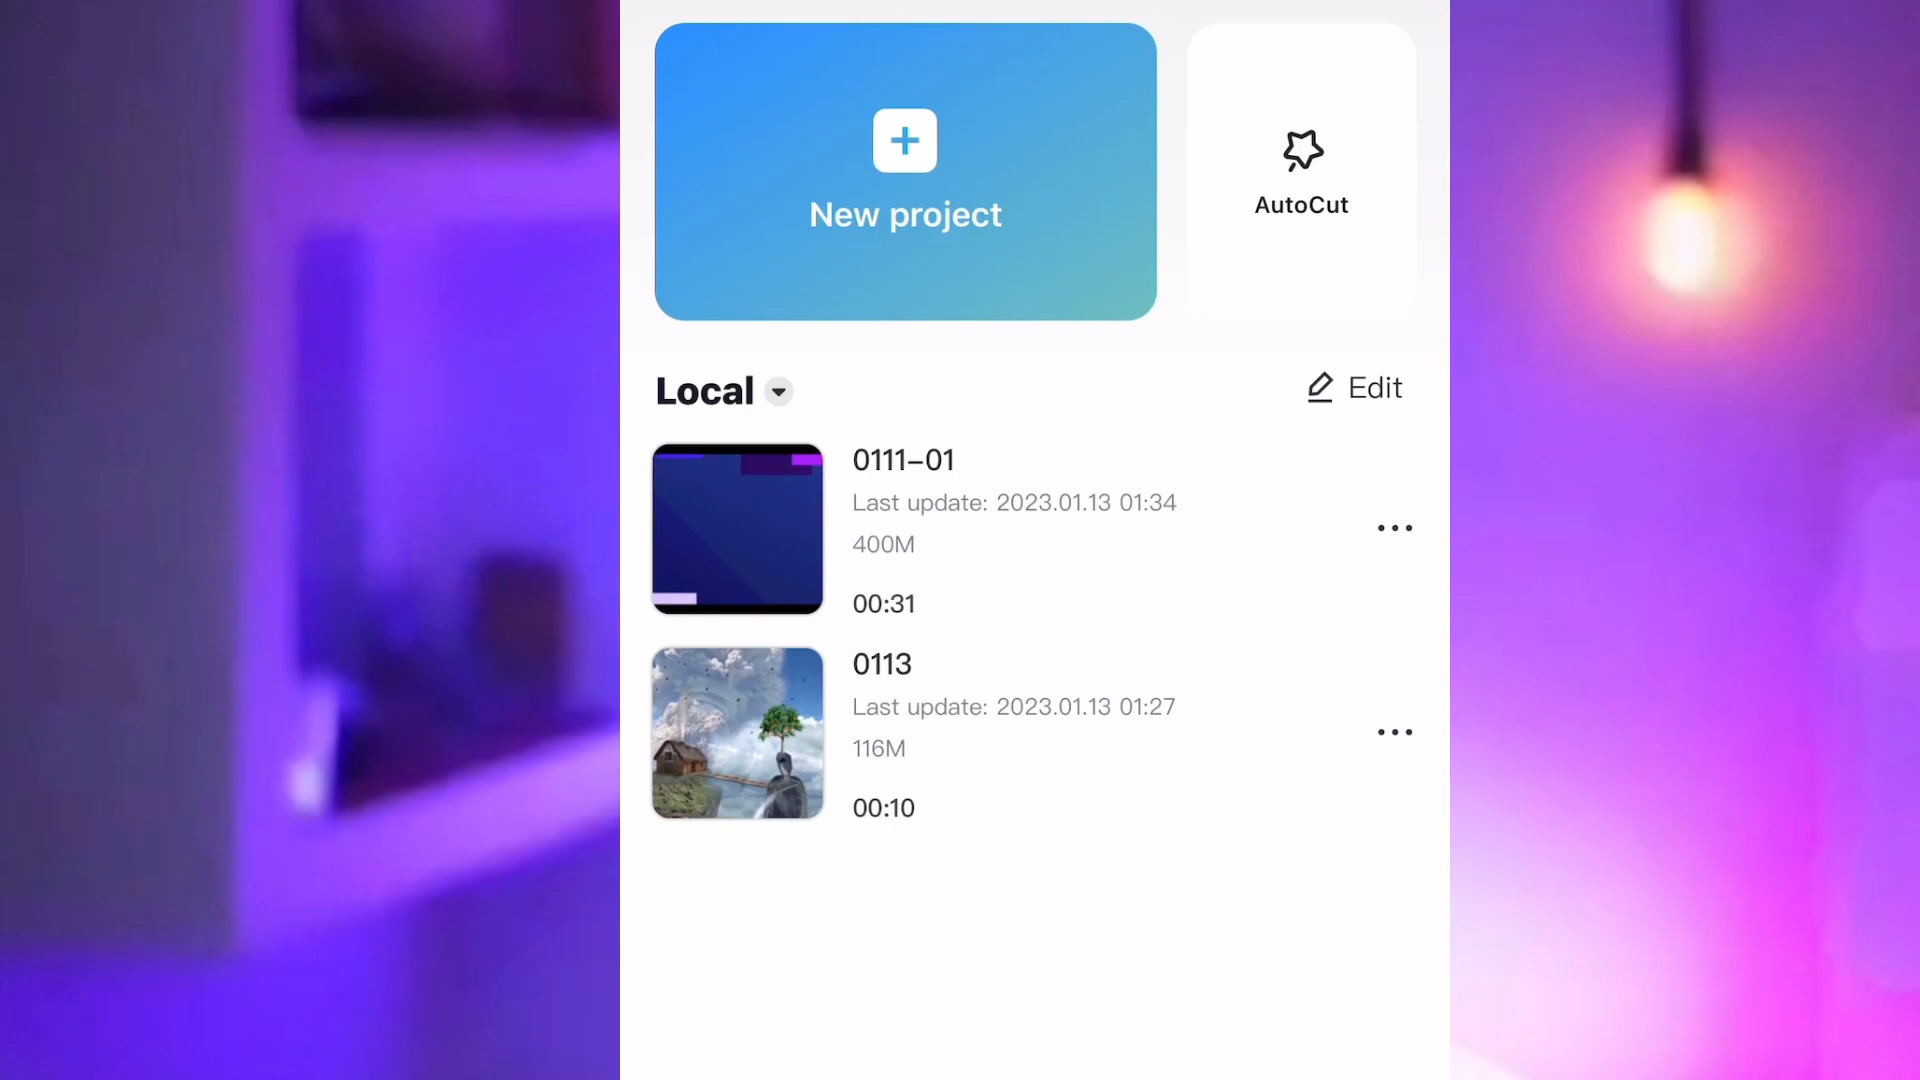 New project
AutoCut
Local
Edit
0111–01
Last update: 2023.01.13 01:34
400M
00:31
0113
Last update: 2023.01.13 01:27
116M
00:10